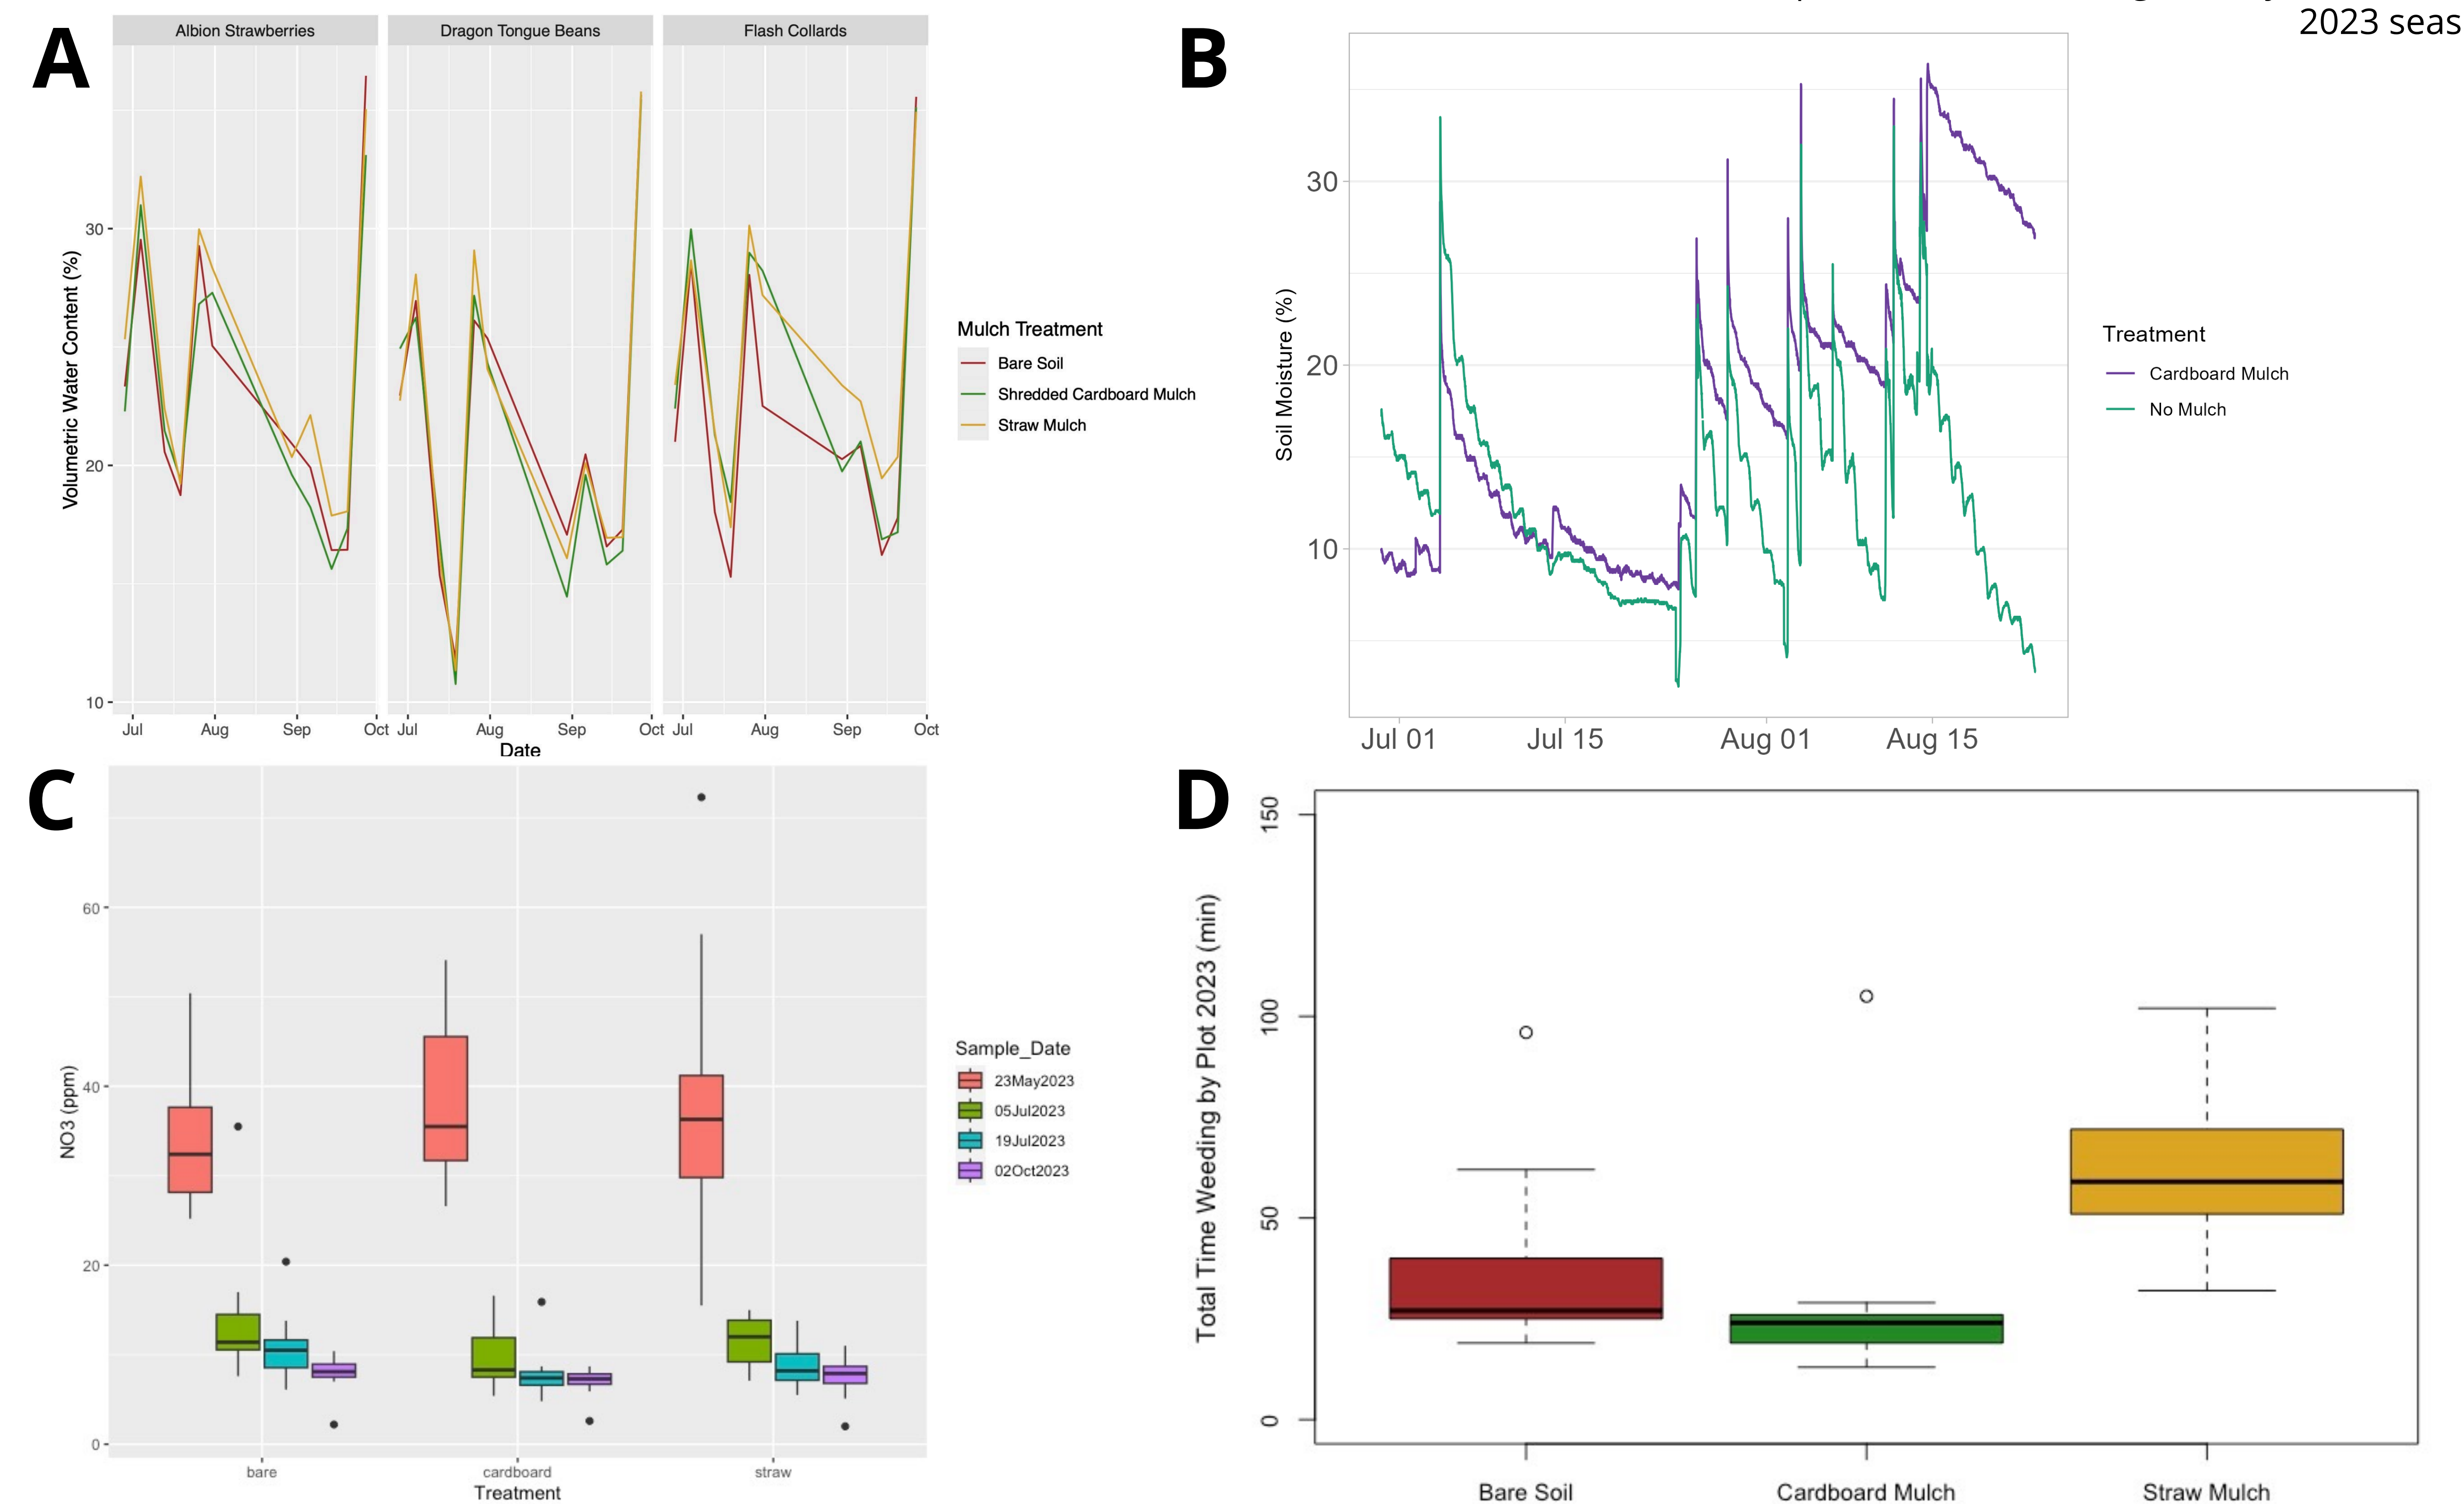 2023 seas
A
Albion Strawberries
Dragon Tongue Beans
Flash Collards
Volumetric Water Content (%)
30
20
10
Jul
Aug
Sep
Oct
Jul
Aug
Sep
Oct
Jul
Aug
Sep
Oct
Date
Mulch Treatment
Bare Soil
Shredded Cardboard Mulch
Straw Mulch
B
Soil Moisture (%)
30
20
10
Jul 01
Jul 15
Aug 01
Aug 15
Treatment
Cardboard Mulch
No Mulch
C
NO3 (ppm)
60
40
20
0
bare
cardboard
straw
Treatment
Sample_Date
23May2023
05Jul2023
19Jul2023
02Oct2023
D
Total Time Weeding by Plot 2023 (min)
150
100
50
0
Bare Soil
Cardboard Mulch
Straw Mulch